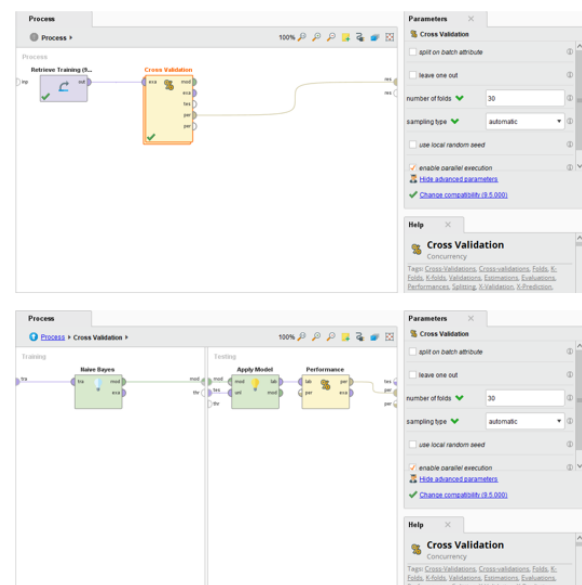 Process
Process ▸
100%
Parameters
Cross Validation
split on batch attribute
leave one out
number of folds
30
sampling type
automatic
use local random seed
enable parallel execution
Hide advanced parameters
Change compatibility (9.5.000)
Process
inp
Retrieve Training (9...
Cross Validation
exa
mod
exa
tes
per
per
res
res
Help
Cross Validation
Concurrency
Tags: Cross-Validations, Cross-validations, Folds, K-
Folds, K-folds, Validations, Estimations, Evaluations,
Performances, Splitting, X-Validation, X-Prediction,
Process
Process ▸ Cross Validation ▸
100%
Parameters
Cross Validation
split on batch attribute
leave one out
number of folds
30
sampling type
automatic
use local random seed
enable parallel execution
Hide advanced parameters
Change compatibility (9.5.000)
Training
Testing
Naive Bayes
tra
tra
mod
exa
mod
thr
Apply Model
mod
tes
thr
mod
unl
lab
mod
Performance
lab
per
per
exa
tes
per
per
Help
Cross Validation
Concurrency
Tags: Cross-Validations, Cross-validations, Folds, K-
Folds, K-folds, Validations, Estimations, Evaluations,